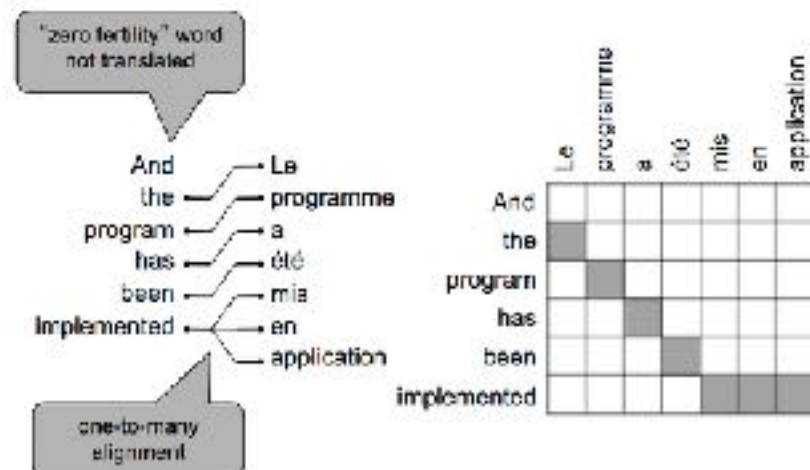 "zero fertility" word
not translated
And
the
program
has
been
implemented
Le
programme
a
été
mis
en
application
one-to-many
alignment
Le
programme
a
été
mis
en
application
And
the
program
has
been
implemented